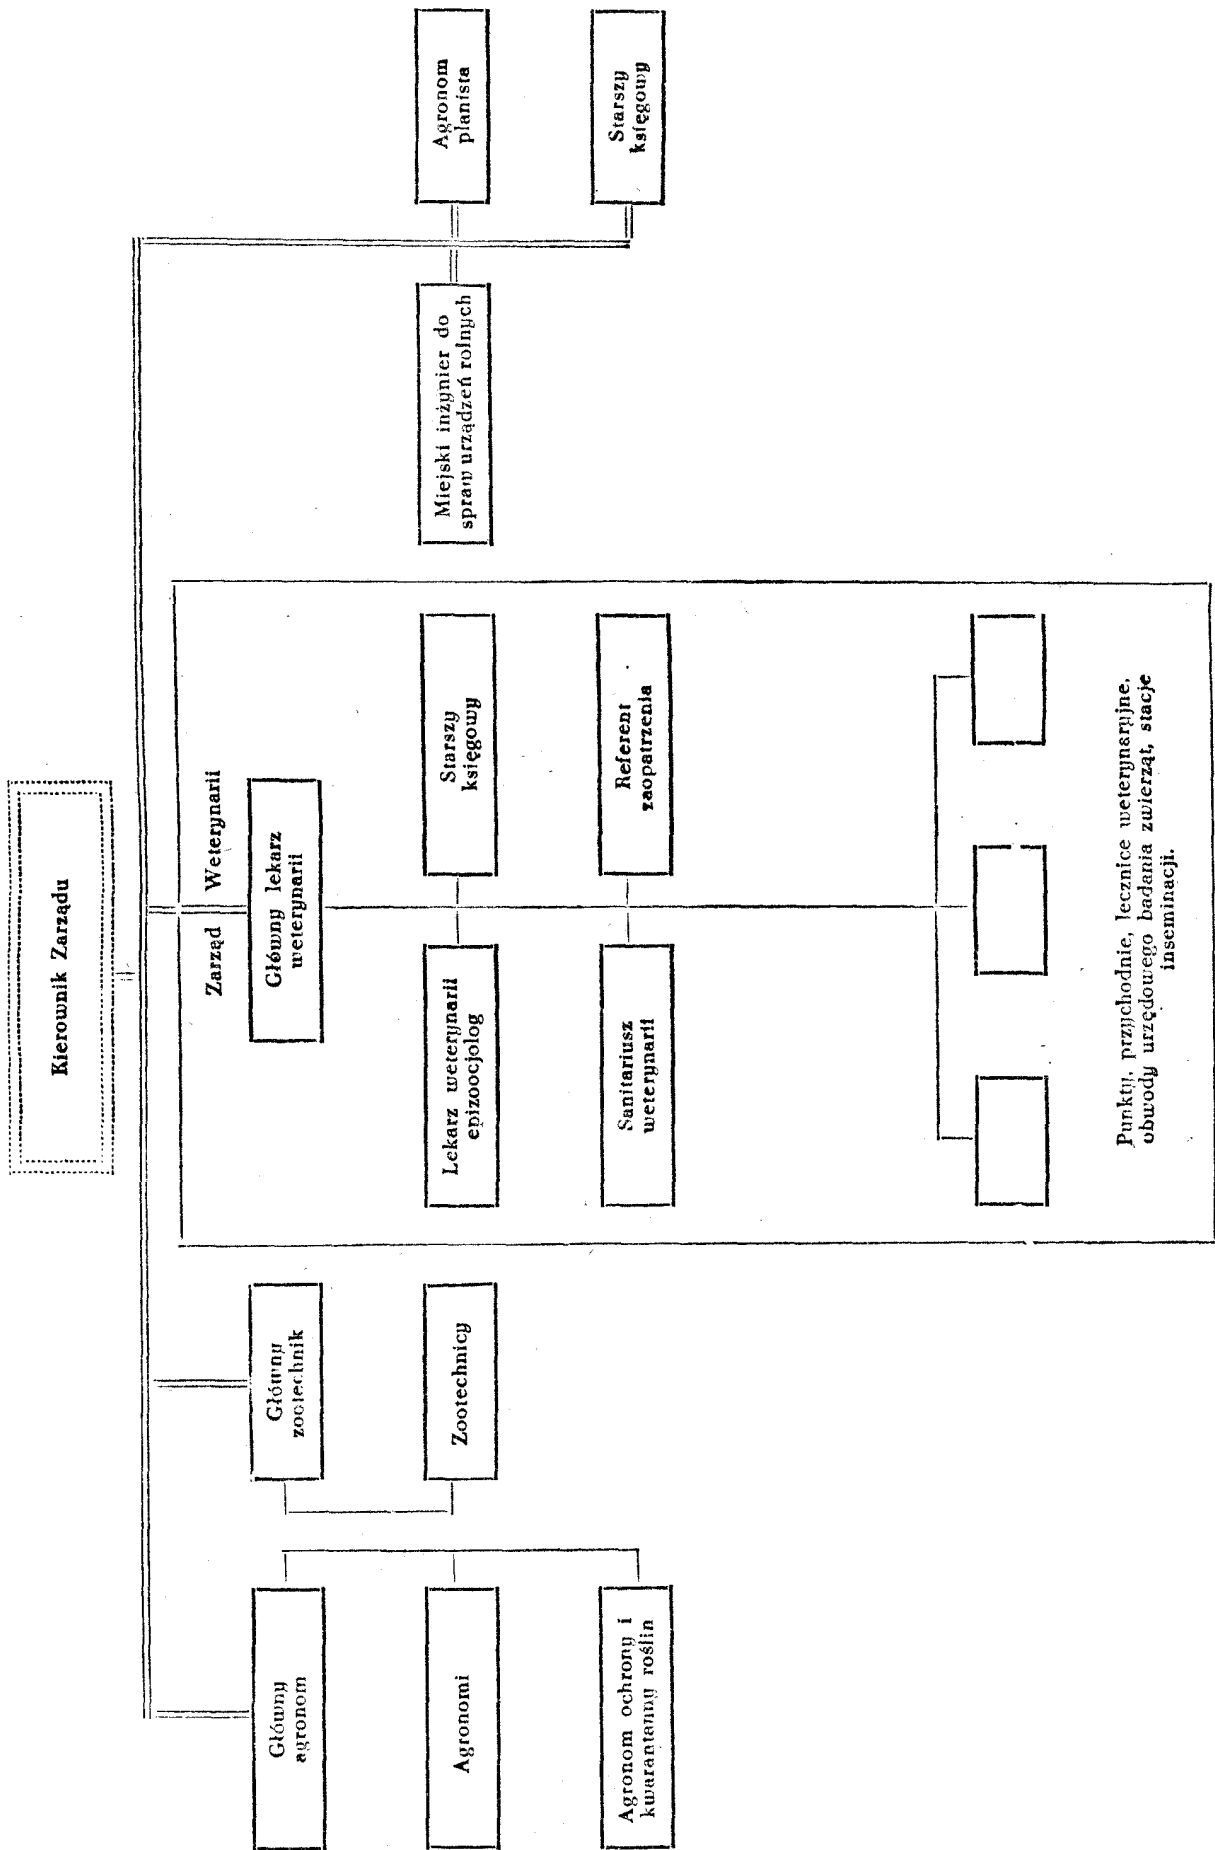 Kierownik Zarządu
Główny
agronom
Agronomi
Agronom ochrony i
kwarantanny roślin
Główny
zootechnik
Zootechnicy
Zarząd Weterynarii
Główny lekarz
weterynarii
Lekarz weterynarii
epizoocjolog
Starszy
księgowy
Sanitariusz
weterynarii
Referent
zaopatrzenia
Punkty, przychodnie, lecznice weterynaryjne,
obwody urzędowego badania zwierząt, stacje
inseminacji.
Miejski inżynier do
spraw urządzeń rolnych
Agronom
planista
Starszy
księgowy